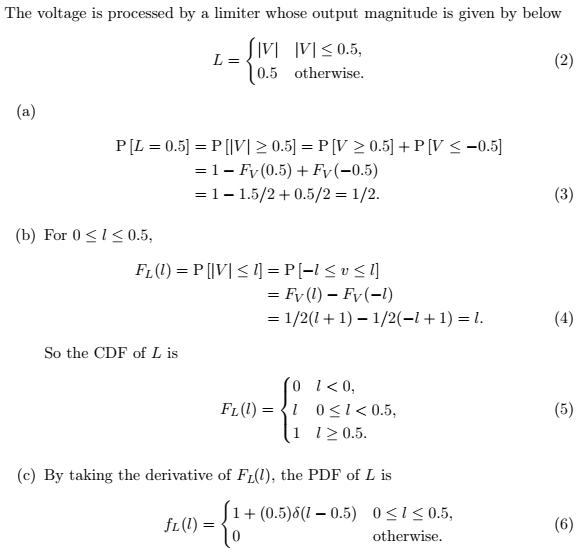 The voltage is processed by a limiter whose output magnitude is given by below
L = { |V| |V| ≤ 0.5,
0.5 otherwise. (2)
(a)
P [L = 0.5] = P [|V| ≥ 0.5] = P [V ≥ 0.5] + P [V ≤ −0.5]
= 1 − F_V (0.5) + F_V (−0.5)
= 1 − 1.5/2 + 0.5/2 = 1/2. (3)
(b) For 0 ≤ l ≤ 0.5,
F_L(l) = P [|V| ≤ l] = P [−l ≤ v ≤ l]
= F_V (l) − F_V (−l)
= 1/2(l + 1) − 1/2(−l + 1) = l. (4)
So the CDF of L is
F_L(l) = { 0 l < 0,
l 0 ≤ l < 0.5, (5)
1 l ≥ 0.5.
(c) By taking the derivative of F_L(l), the PDF of L is
f_L(l) = { 1 + (0.5)δ(l − 0.5) 0 ≤ l ≤ 0.5,
0 otherwise. (6)